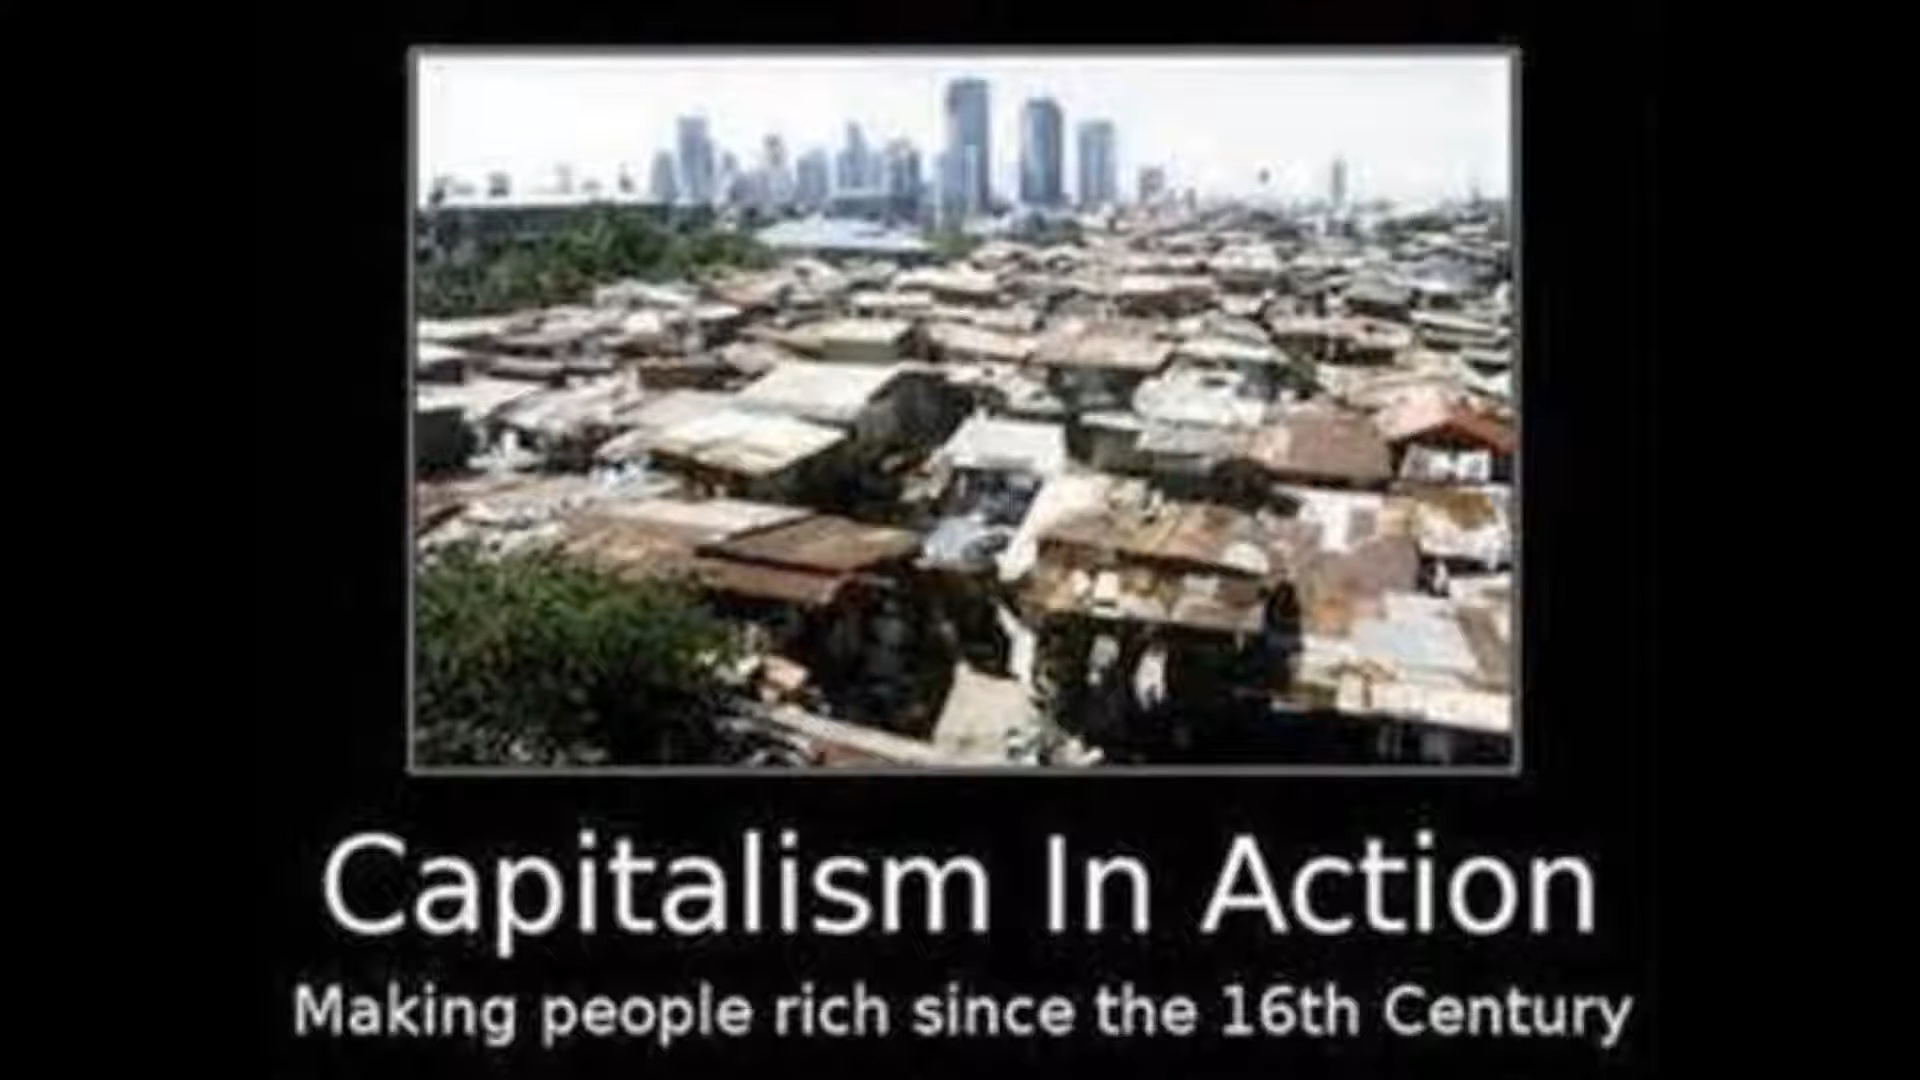 Capitalism In Action
Making people rich since the 16th Century